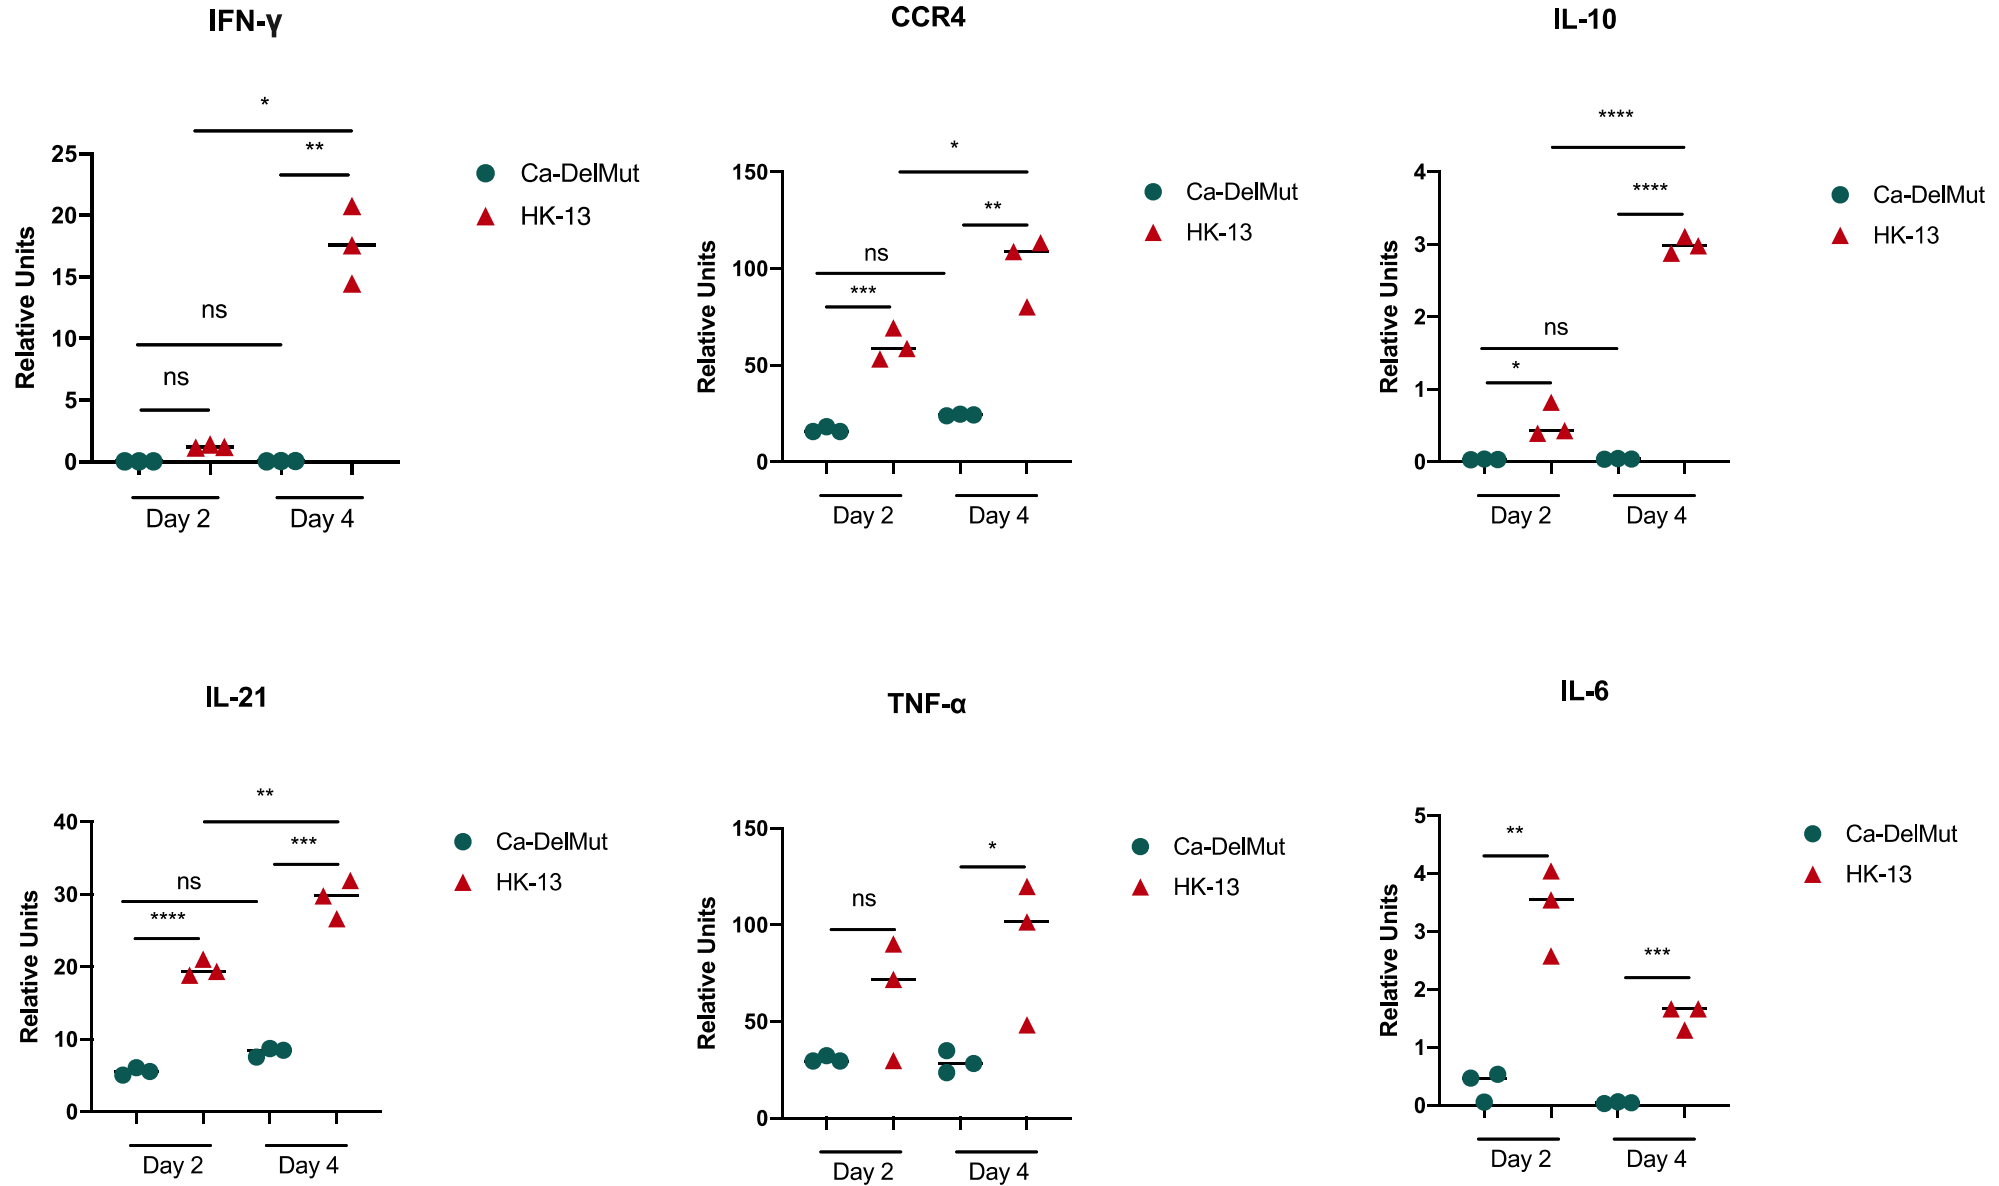 IFN-γ
*
**
25
20
15
10
5
0
Relative Units
ns
ns
Day 2
Day 4
Ca-DelMut
HK-13
CCR4
*
**
ns
***
150
100
50
0
Relative Units
Day 2
Day 4
Ca-DelMut
HK-13
IL-10
****
****
ns
*
4
3
2
1
0
Relative Units
Day 2
Day 4
Ca-DelMut
HK-13
IL-21
**
***
ns
****
40
30
20
10
0
Relative Units
Day 2
Day 4
Ca-DelMut
HK-13
TNF-α
*
ns
150
100
50
0
Relative Units
Day 2
Day 4
Ca-DelMut
HK-13
IL-6
**
***
5
4
3
2
1
0
Relative Units
Day 2
Day 4
Ca-DelMut
HK-13